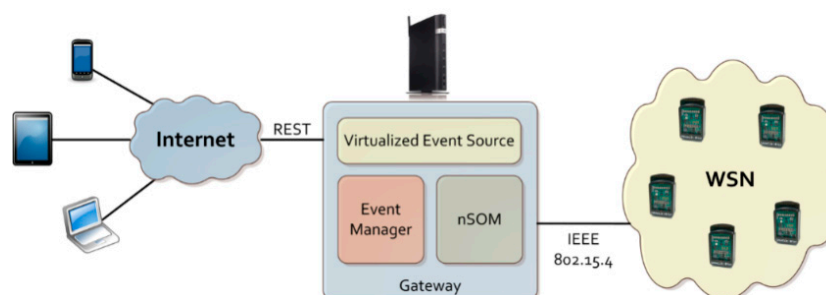 Internet
REST
Virtualized Event Source
Event
Manager
nSOM
Gateway
IEEE
802.15.4
WSN